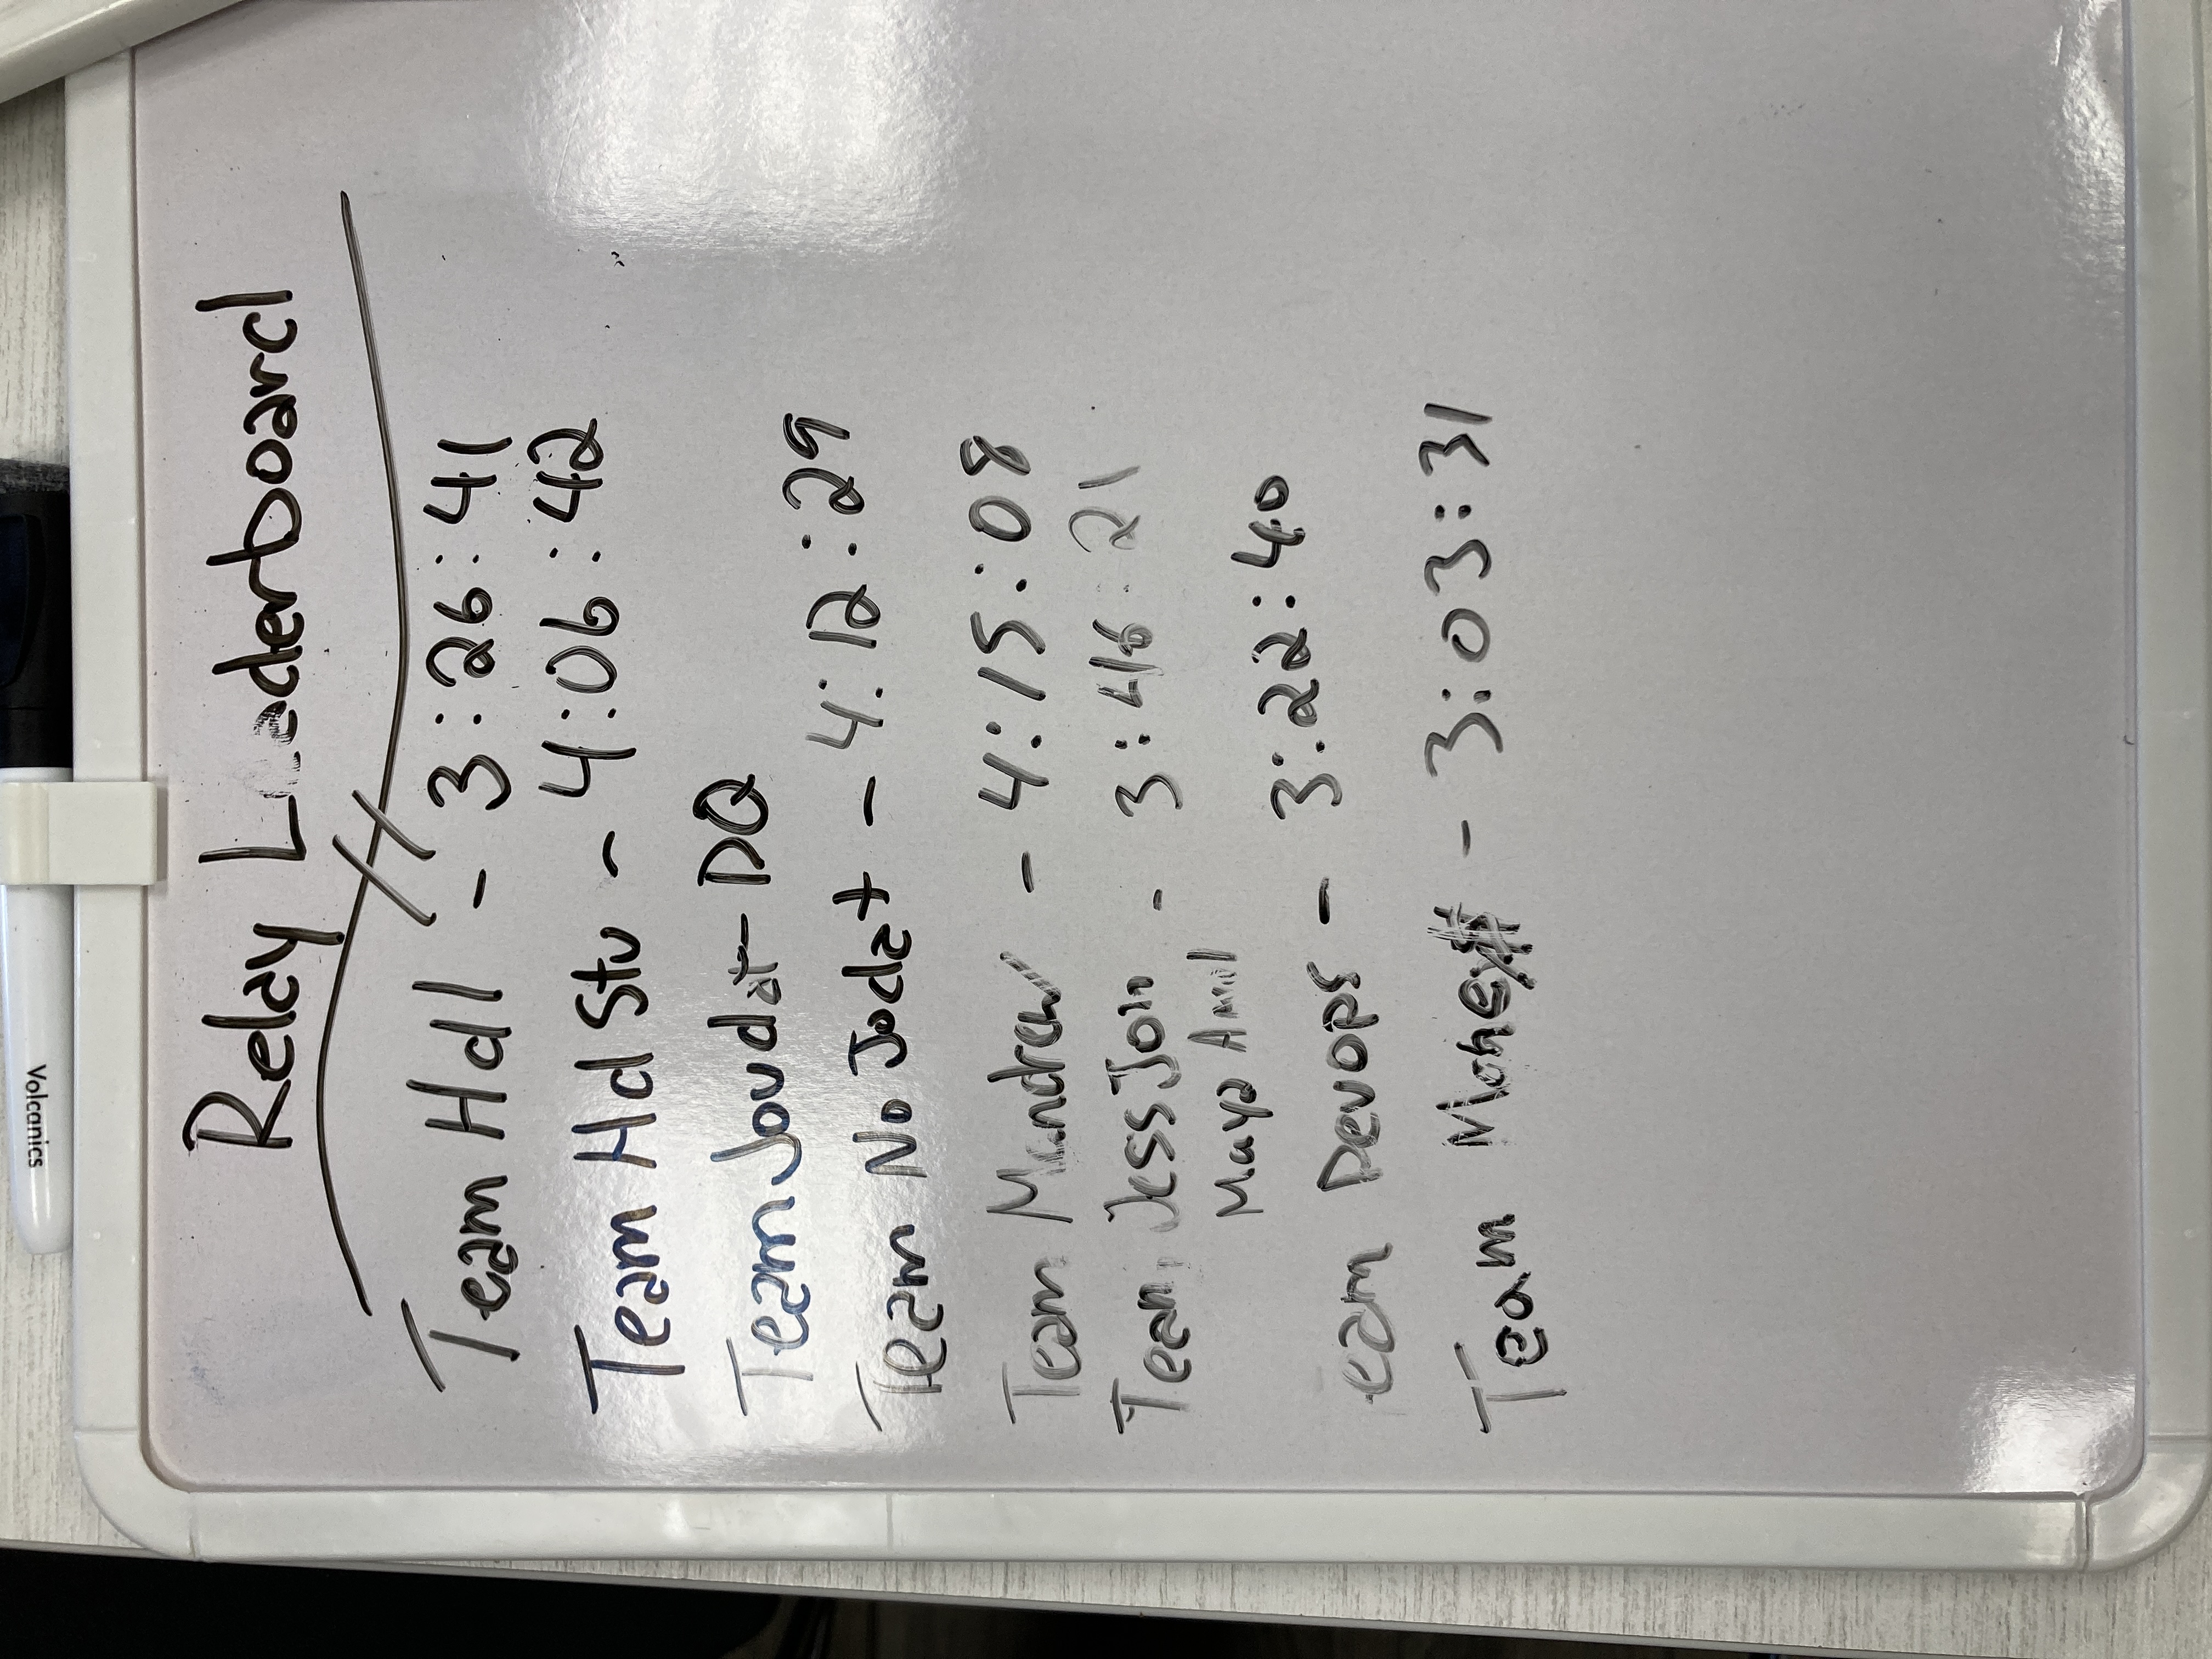 Volcanics
Relay Leaderboard
Team Hdl - 3:26:41
Team Hd Stu - 4:06:42
Team Joudat - DQ
Team No Jodat - 4:12:29
Team Mandrew - 4:15:08
Team Jess Jon - 3:46:21
Maya
eam Devops - 3:22:40
Team Money$ - 3:03:31